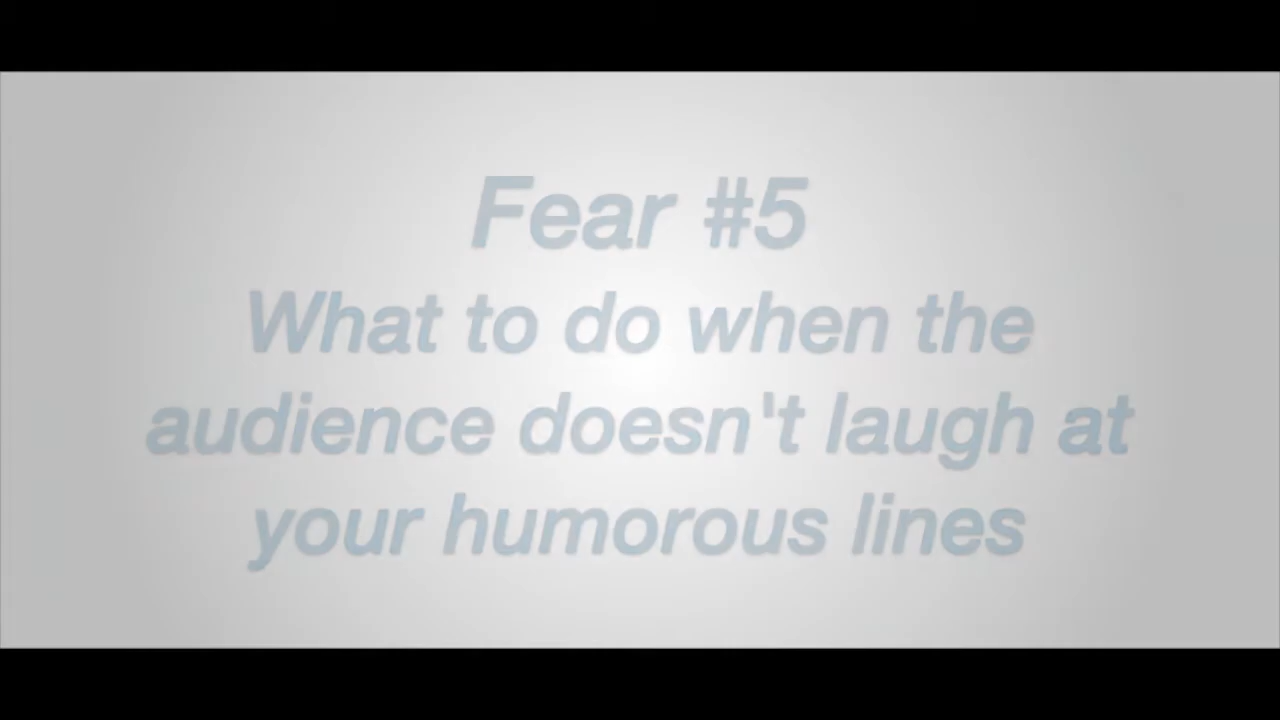 Fear #5
What to do when the
audience doesn't laugh at
your humorous lines